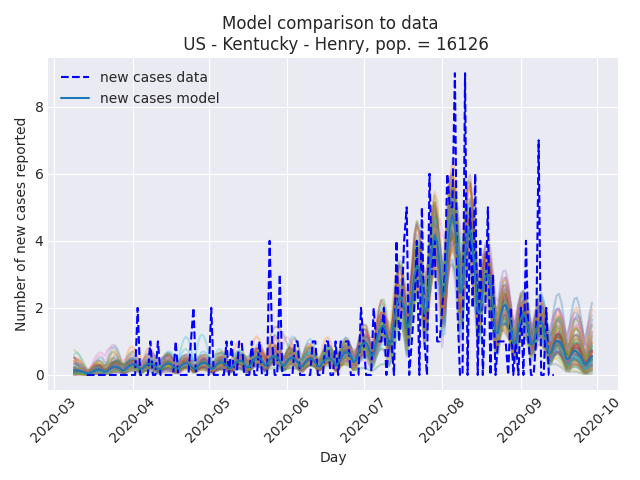 Model comparison to data
US - Kentucky - Henry, pop. = 16126
new cases data
new cases model
Number of new cases reported
8
6
4
2
0
2020-03
2020-04
2020-05
2020-06
2020-07
2020-08
2020-09
2020-10
Day